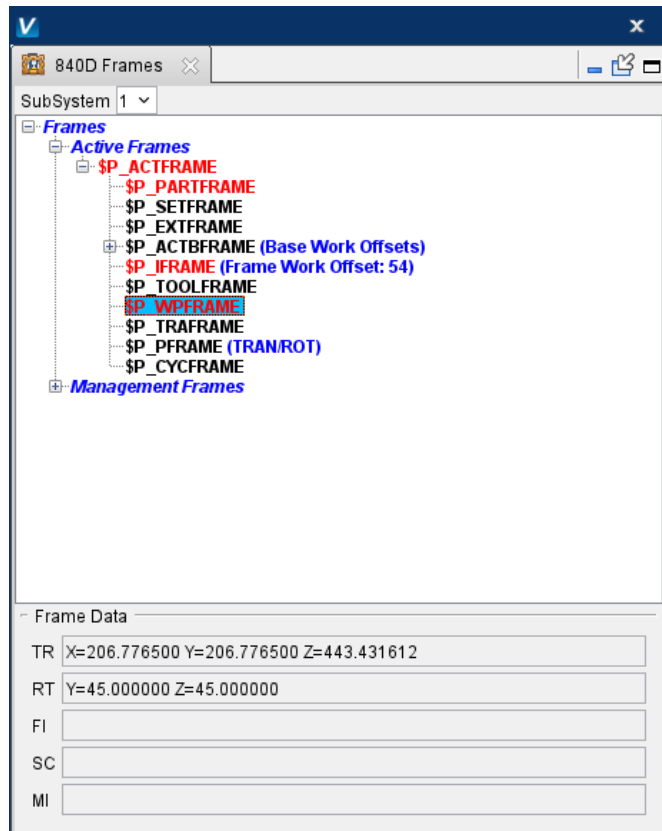 V
840D Frames
SubSystem 1
Frames
Active Frames
$P_ACTFRAME
$P_PARTFRAME
$P_SETFRAME
$P_EXTFRAME
$P_ACTBFRAME (Base Work Offsets)
$P_IFRAME (Frame Work Offset: 54)
$P_TOOLFRAME
$P_WPFRAME
$P_TRAFRAME
$P_PFRAME (TRAN/ROT)
$P_CYCFRAME
Management Frames
Frame Data
TR X=206.776500 Y=206.776500 Z=443.431612
RT Y=45.000000 Z=45.000000
FI
SC
MI